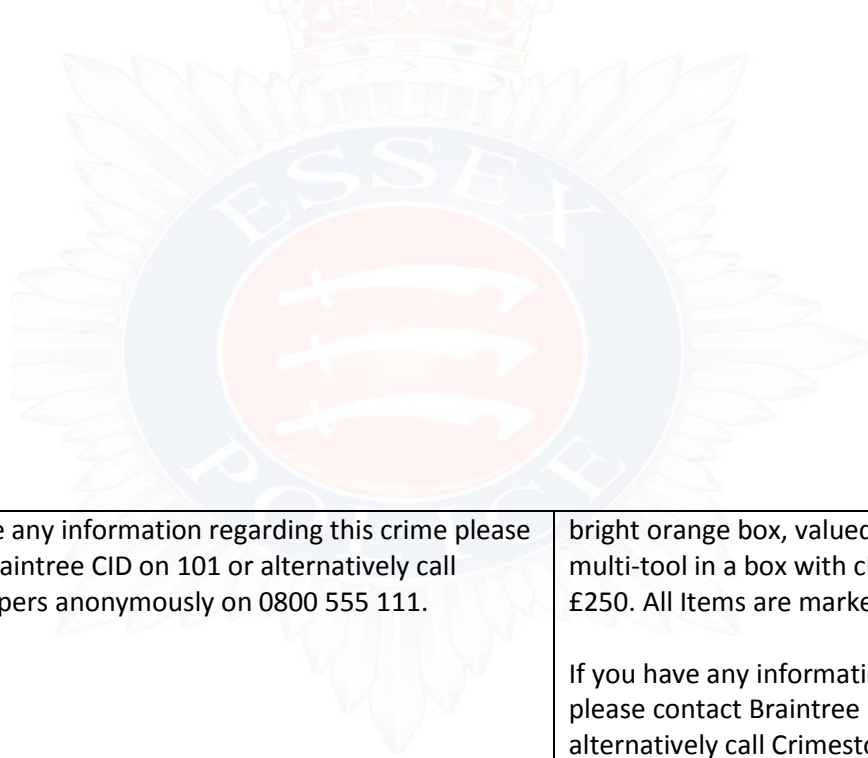 ESSEX
POLICE
e any information regarding this crime please
aintree CID on 101 or alternatively call
pers anonymously on 0800 555 111.
bright orange box, valued
multi-tool in a box with c
£250. All Items are marke
If you have any informati
please contact Braintree
alternatively call Crimesto